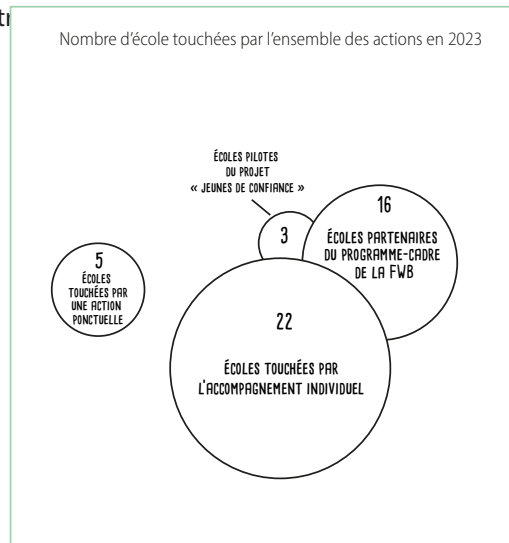 Nombre d'école touchées par l'ensemble des actions en 2023
ÉCOLES PILOTES
DU PROJET
« JEUNES DE CONFIANCE »
3
16
ÉCOLES PARTENAIRES
DU PROGRAMME-CADRE
DE LA FWB
5
ÉCOLES
TOUCHÉES PAR
UNE ACTION
PONCTUELLE
22
ÉCOLES TOUCHÉES PAR
L'ACCOMPAGNEMENT INDIVIDUEL